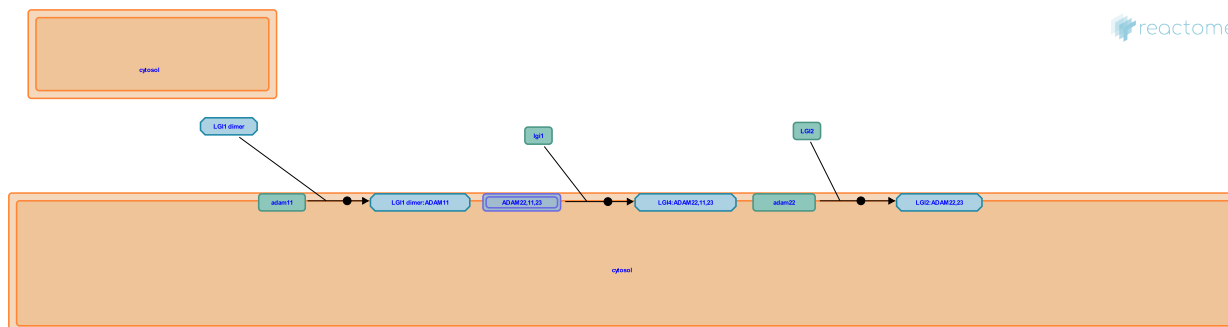 reactome
cytosol
LGI1 dimer
lgi1
LGI2
adam11
LGI1 dimer:ADAM11
ADAM22,11,23
LGI4:ADAM22,11,23
adam22
LGI2:ADAM22,23
cytosol